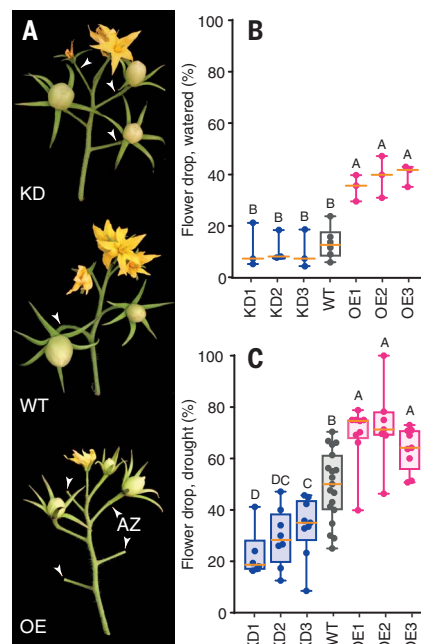 A
KD
WT
AZ
OE
B
Flower drop, watered (%)
100
80
60
40
20
0
B
B
B
B
A
A
A
KD1
KD2
KD3
WT
OE1
OE2
OE3
C
Flower drop, drought (%)
100
80
60
40
20
0
D
DC
C
B
A
A
A
KD1
KD2
KD3
WT
OE1
OE2
OE3